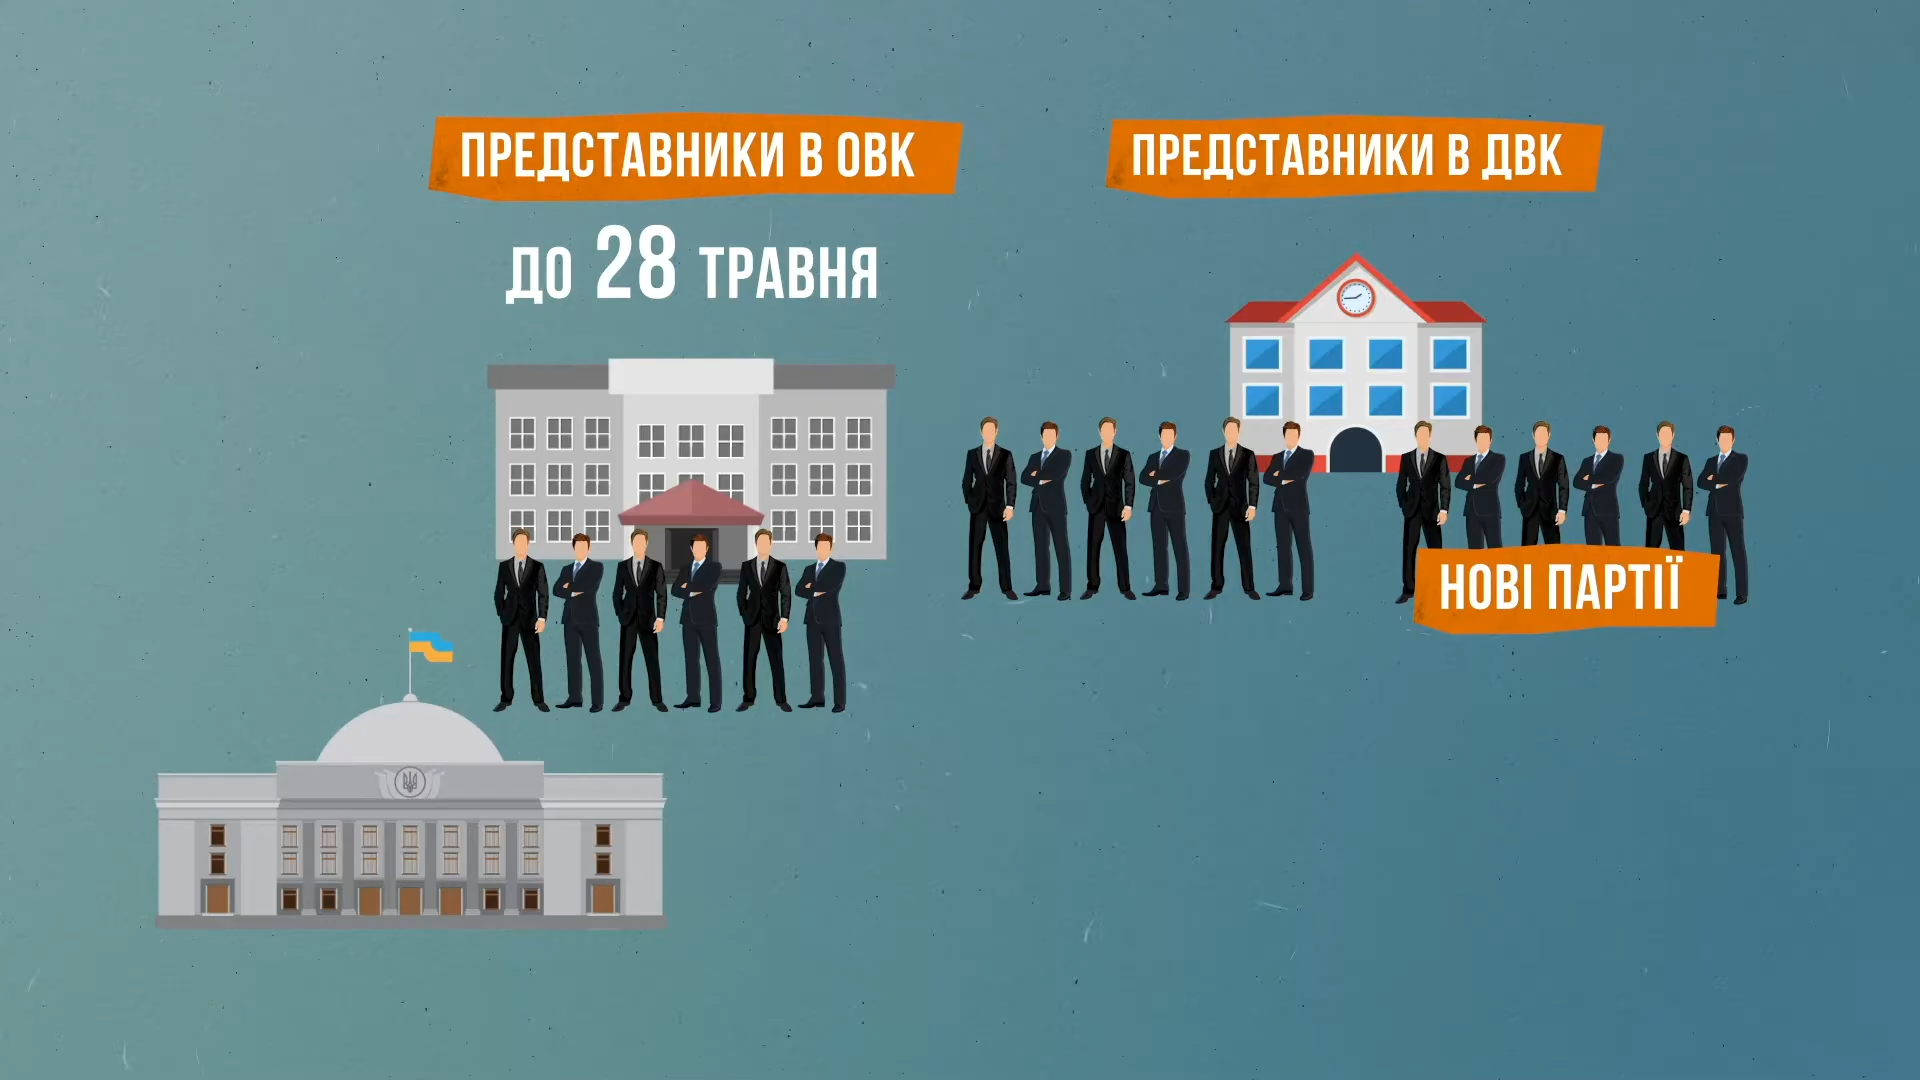 ПРЕДСТАВНИКИ В ОВК
ДО 28 ТРАВНЯ
ПРЕДСТАВНИКИ В ДВК
НОВІ ПАРТІЇ